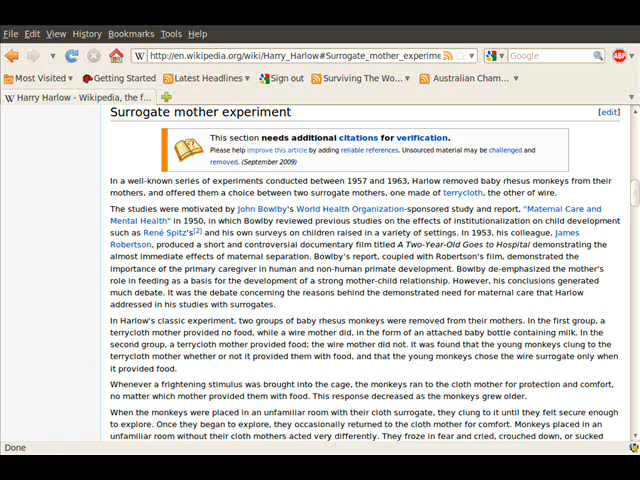 File Edit View History Bookmarks Tools Help
http://en.wikipedia.org/wiki/Harry_Harlow#Surrogate_mother_experime
Google
ABP
Most Visited Getting Started Latest Headlines Sign out Surviving The Wo... Australian Cham...
W Harry Harlow - Wikipedia, the f...
Surrogate mother experiment [edit]
This section needs additional citations for verification.
Please help improve this article by adding reliable references. Unsourced material may be challenged and
removed. (September 2009)
In a well-known series of experiments conducted between 1957 and 1963, Harlow removed baby rhesus monkeys from their
mothers, and offered them a choice between two surrogate mothers, one made of terrycloth, the other of wire.
The studies were motivated by John Bowlby's World Health Organization-sponsored study and report, "Maternal Care and
Mental Health" in 1950, in which Bowlby reviewed previous studies on the effects of institutionalization on child development
such as René Spitz's[2] and his own surveys on children raised in a variety of settings. In 1953, his colleague, James
Robertson, produced a short and controversial documentary film titled A Two-Year-Old Goes to Hospital demonstrating the
almost immediate effects of maternal separation. Bowlby's report, coupled with Robertson's film, demonstrated the
importance of the primary caregiver in human and non-human primate development. Bowlby de-emphasized the mother's
role in feeding as a basis for the development of a strong mother-child relationship. However, his conclusions generated
much debate. It was the debate concerning the reasons behind the demonstrated need for maternal care that Harlow
addressed in his studies with surrogates.
In Harlow's classic experiment, two groups of baby rhesus monkeys were removed from their mothers. In the first group, a
terrycloth mother provided no food, while a wire mother did, in the form of an attached baby bottle containing milk. In the
second group, a terrycloth mother provided food; the wire mother did not. It was found that the young monkeys clung to the
terrycloth mother whether or not it provided them with food, and that the young monkeys chose the wire surrogate only when
it provided food.
Whenever a frightening stimulus was brought into the cage, the monkeys ran to the cloth mother for protection and comfort,
no matter which mother provided them with food. This response decreased as the monkeys grew older.
When the monkeys were placed in an unfamiliar room with their cloth surrogate, they clung to it until they felt secure enough
to explore. Once they began to explore, they occasionally returned to the cloth mother for comfort. Monkeys placed in an
unfamiliar room without their cloth mothers acted very differently. They froze in fear and cried, crouched down, or sucked
Done